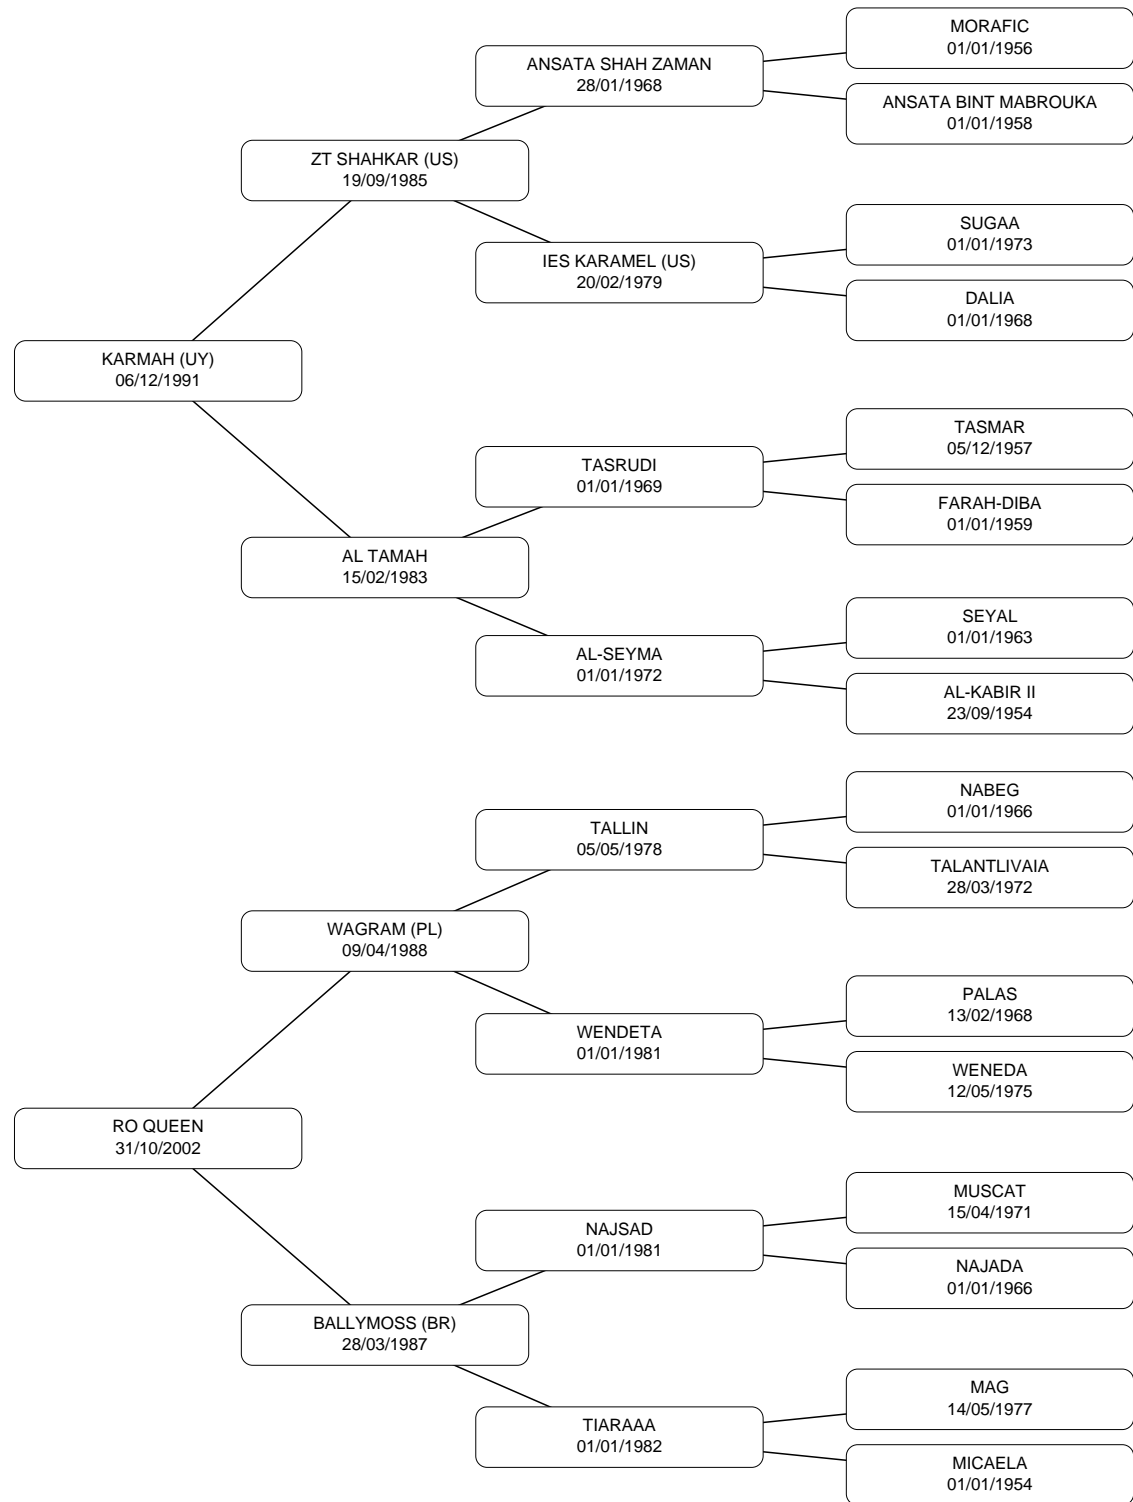 MORAFIC
01/01/1956
ANSATA SHAH ZAMAN
28/01/1968
ANSATA BINT MABROUKA
01/01/1958
ZT SHAHKAR (US)
19/09/1985
SUGAA
01/01/1973
IES KARAMEL (US)
20/02/1979
DALIA
01/01/1968
KARMAH (UY)
06/12/1991
TASMAR
05/12/1957
TASRUDI
01/01/1969
FARAH-DIBA
01/01/1959
AL TAMAH
15/02/1983
SEYAL
01/01/1963
AL-SEYMA
01/01/1972
AL-KABIR II
23/09/1954
NABEG
01/01/1966
TALLIN
05/05/1978
TALANTLIVAIA
28/03/1972
WAGRAM (PL)
09/04/1988
PALAS
13/02/1968
WENDETA
01/01/1981
WENEDA
12/05/1975
RO QUEEN
31/10/2002
MUSCAT
15/04/1971
NAJSAD
01/01/1981
NAJADA
01/01/1966
BALLYMOSS (BR)
28/03/1987
MAG
14/05/1977
TIARAAA
01/01/1982
MICAELA
01/01/1954